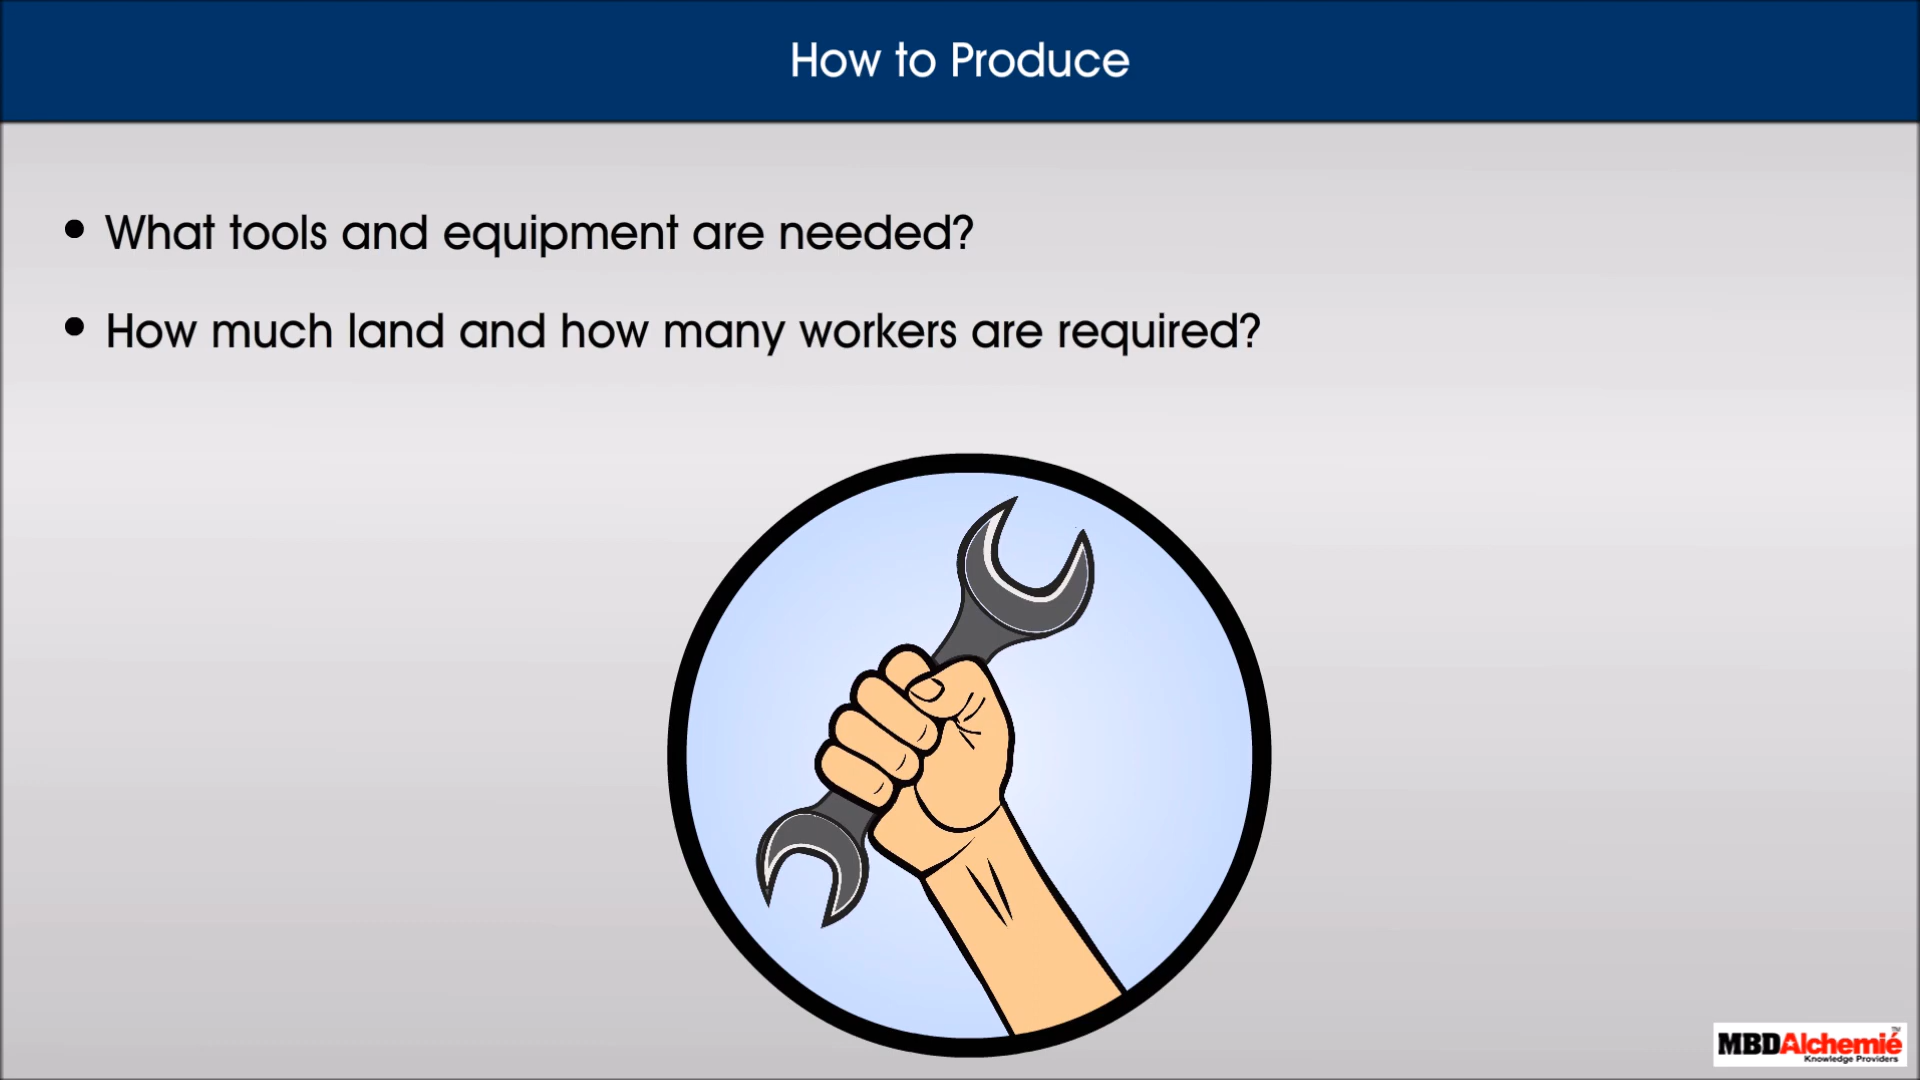 How to Produce
• What tools and equipment are needed?
• How much land and how many workers are required?
MBDAlchemié™
Knowledge Providers